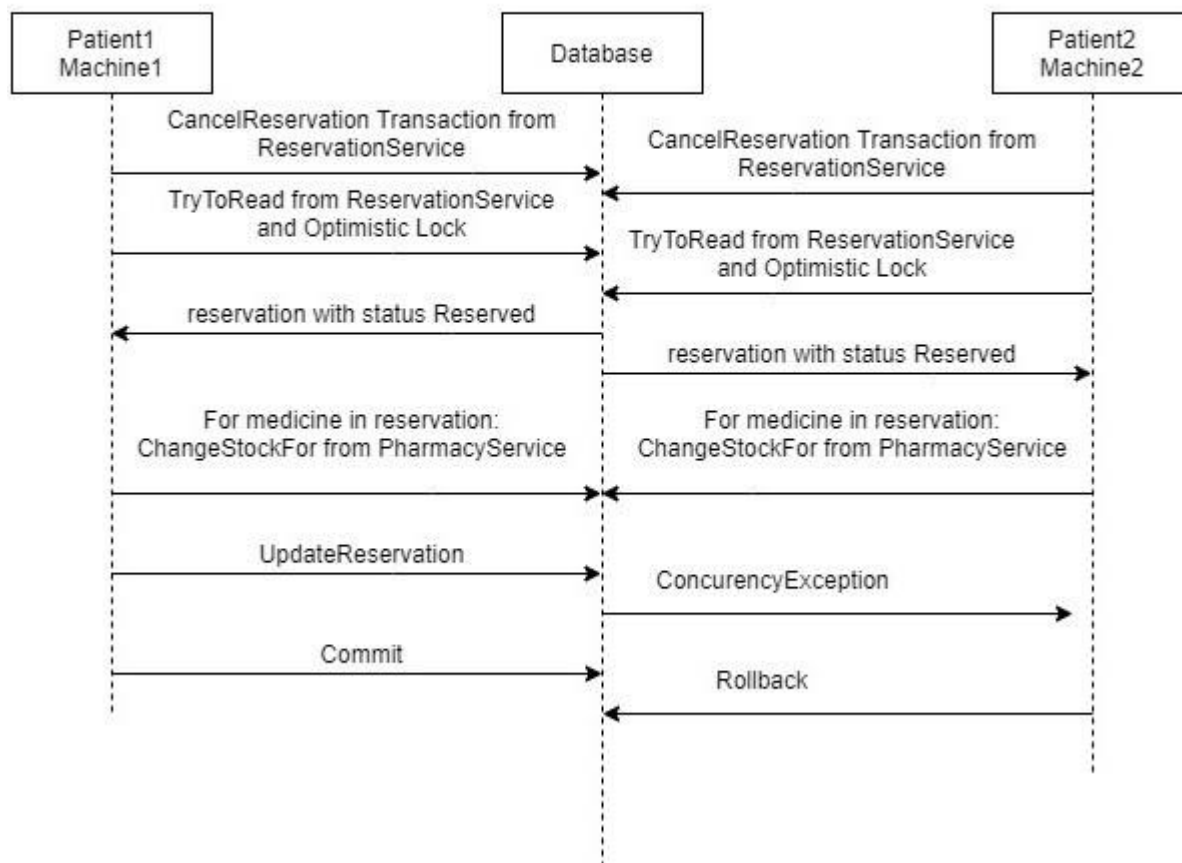 Patient1
Machine1
Database
Patient2
Machine2
CancelReservation Transaction from
ReservationService
CancelReservation Transaction from
ReservationService
TryToRead from ReservationService
and Optimistic Lock
TryToRead from ReservationService
and Optimistic Lock
reservation with status Reserved
reservation with status Reserved
For medicine in reservation:
ChangeStockFor from PharmacyService
For medicine in reservation:
ChangeStockFor from PharmacyService
UpdateReservation
ConcurencyException
Commit
Rollback